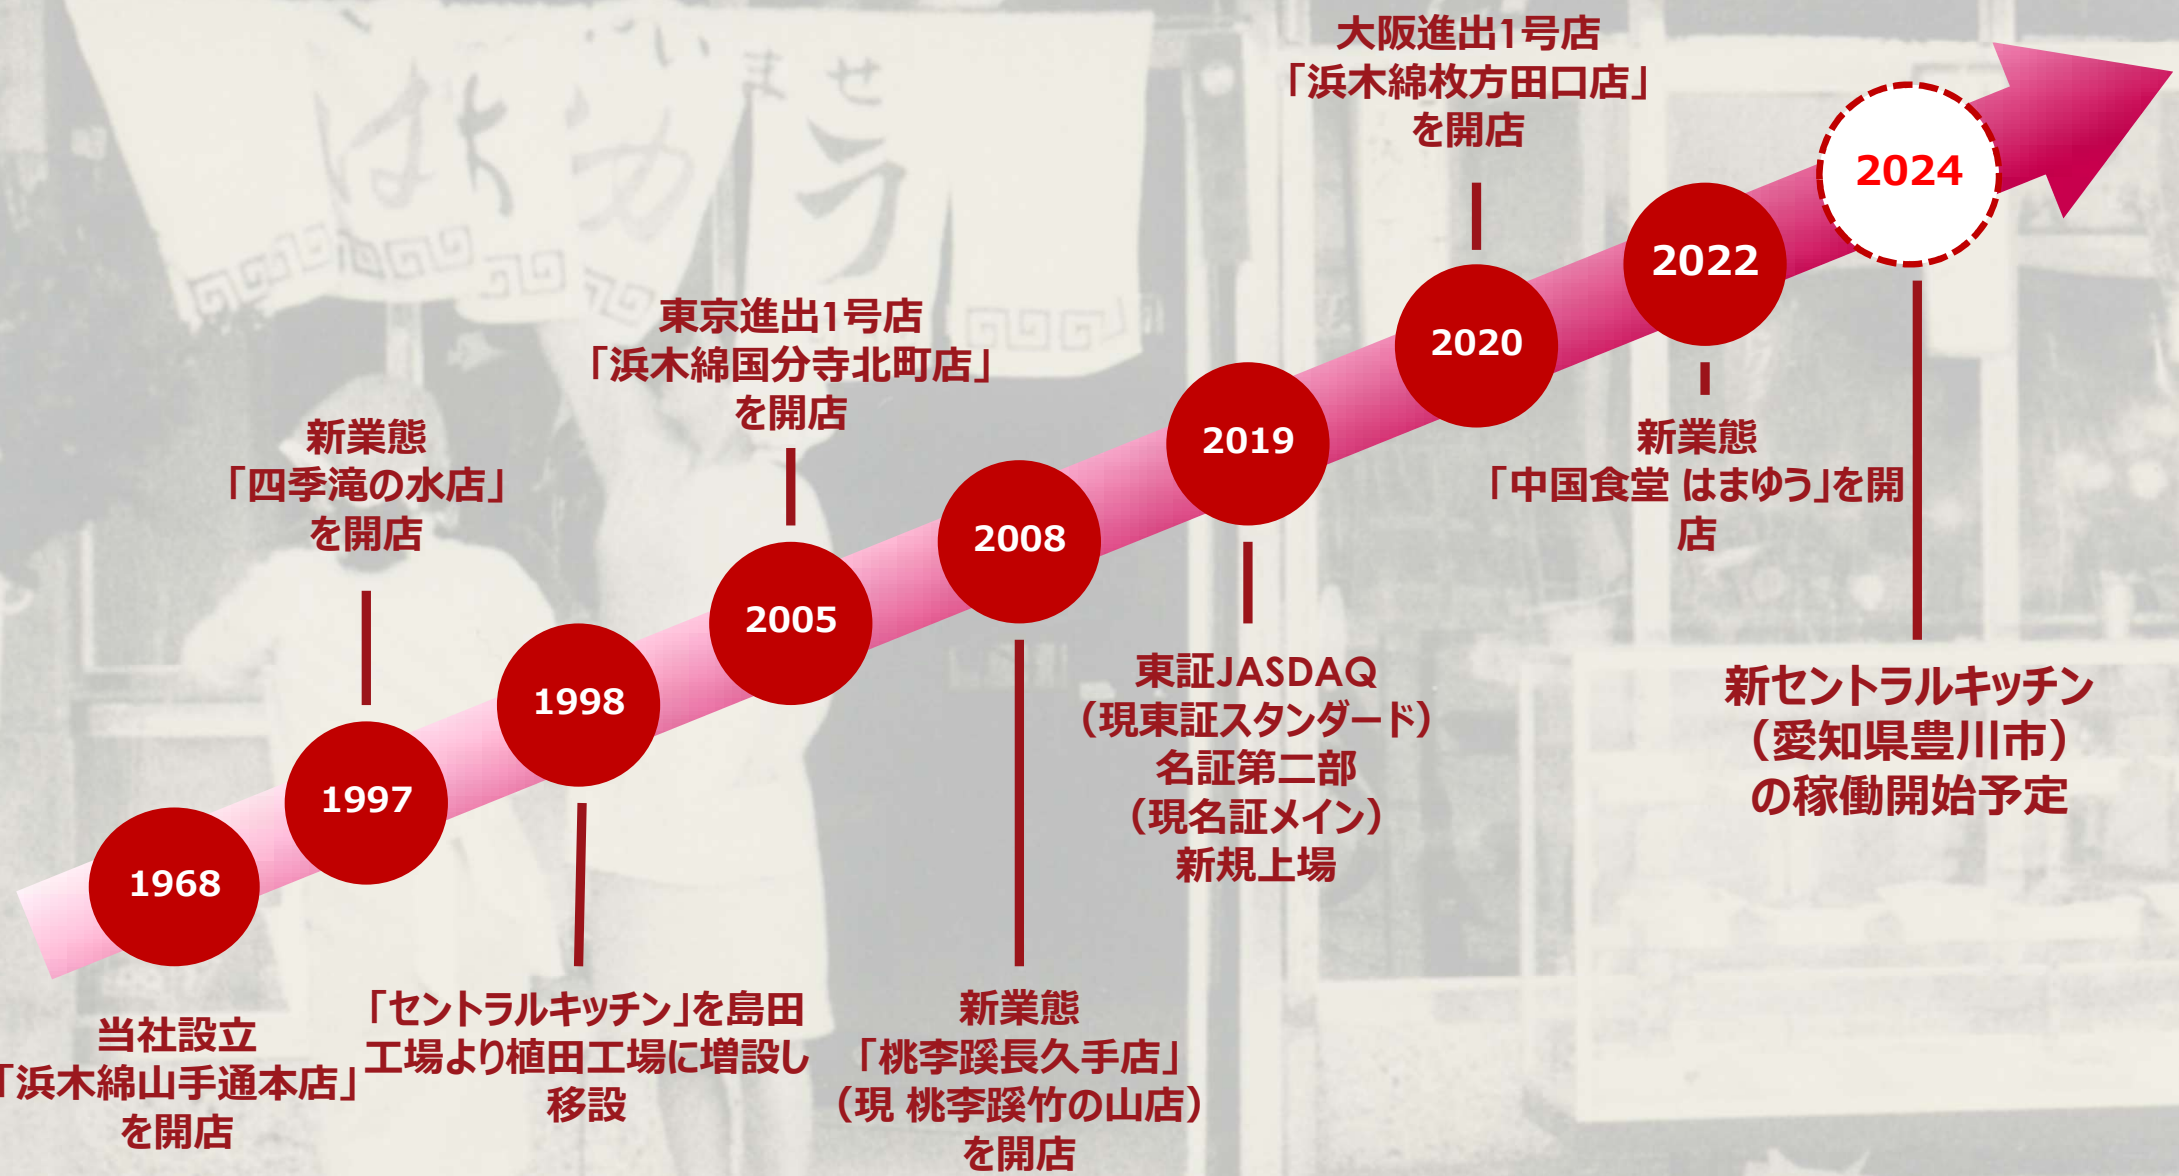 いませ
はちカラ
1968
当社設立
「浜木綿山手通本店」
を開店
1997
新業態
「四季滝の水店」
を開店
1998
「セントラルキッチン」を島田
工場より植田工場に増設し
移設
2005
東京進出1号店
「浜木綿国分寺北町店」
を開店
2008
新業態
「桃李蹊長久手店」
（現 桃李蹊竹の山店）
を開店
2019
東証JASDAQ
（現東証スタンダード）
名証第二部
（現名証メイン）
新規上場
2020
大阪進出1号店
「浜木綿枚方田口店」
を開店
2022
新業態
「中国食堂 はまゆう」を開
店
2024
新セントラルキッチン
（愛知県豊川市）
の稼働開始予定